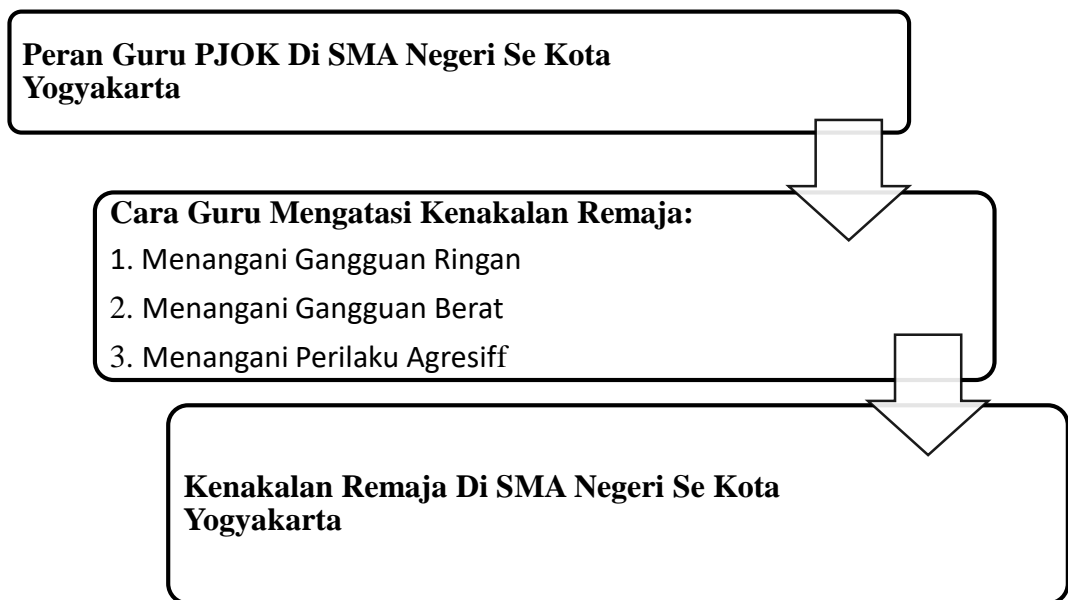 Peran Guru PJOK Di SMA Negeri Se Kota
Yogyakarta
Cara Guru Mengatasi Kenakalan Remaja:
1. Menangani Gangguan Ringan
2. Menangani Gangguan Berat
3. Menangani Perilaku Agresiff
Kenakalan Remaja Di SMA Negeri Se Kota
Yogyakarta